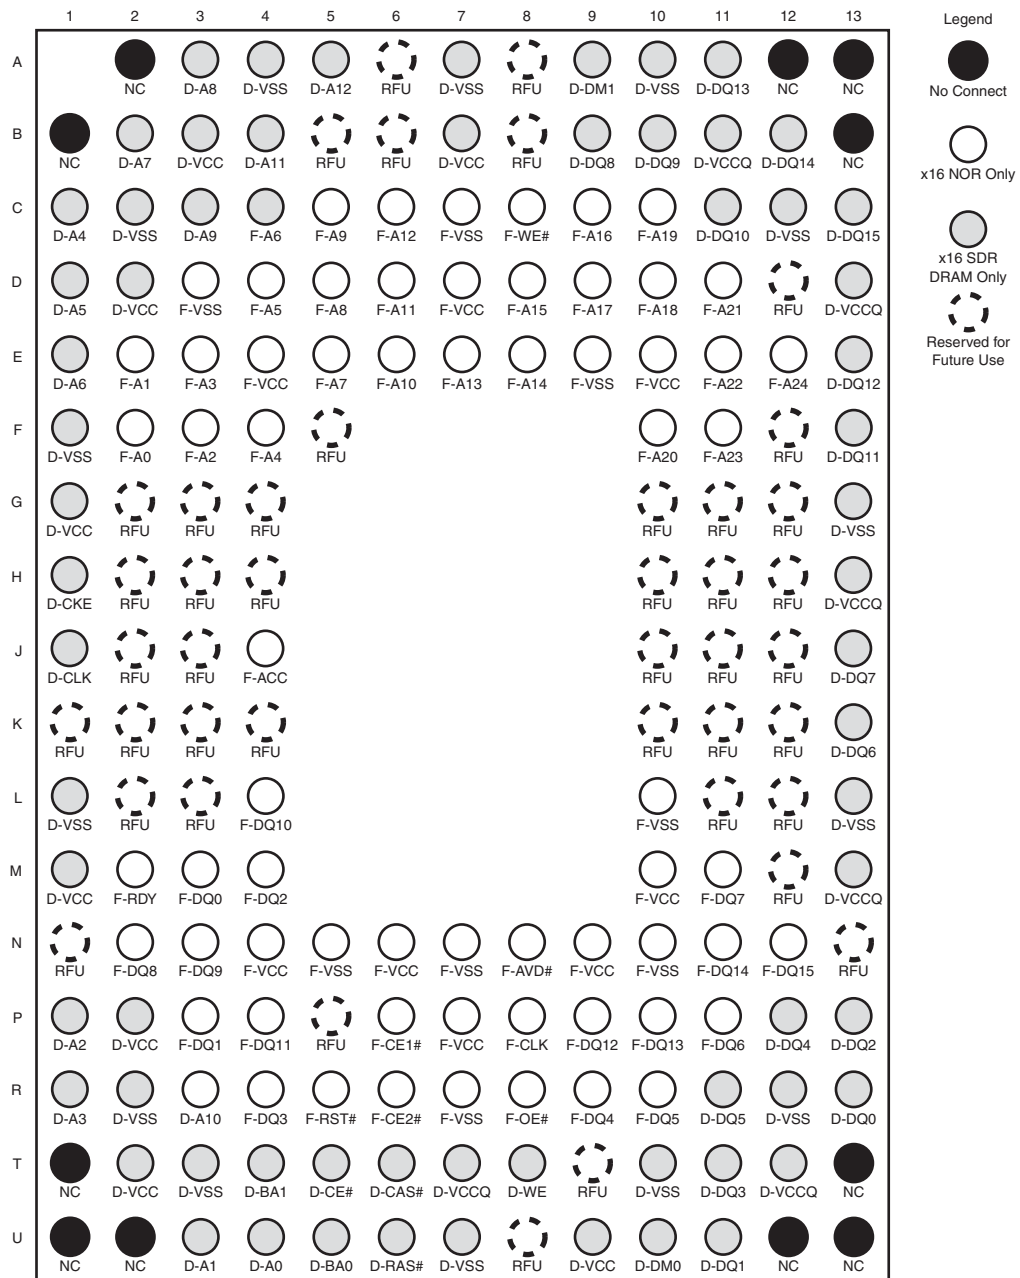 1 2 3 4 5 6 7 8 9 10 11 12 13
Legend
A
NC D-A8 D-VSS D-A12 RFU D-VSS RFU D-DM1 D-VSS D-DQ13 NC NC
No Connect
B
NC D-A7 D-VCC D-A11 RFU RFU D-VCC RFU D-DQ8 D-DQ9 D-VCCQ D-DQ14 NC
x16 NOR Only
C
D-A4 D-VSS D-A9 F-A6 F-A9 F-A12 F-VSS F-WE# F-A16 F-A19 D-DQ10 D-VSS D-DQ15
x16 SDR
DRAM Only
D
D-A5 D-VCC F-VSS F-A5 F-A8 F-A11 F-VCC F-A15 F-A17 F-A18 F-A21 RFU D-VCCQ
Reserved for
Future Use
E
D-A6 F-A1 F-A3 F-VCC F-A7 F-A10 F-A13 F-A14 F-VSS F-VCC F-A22 F-A24 D-DQ12
F
D-VSS F-A0 F-A2 F-A4 RFU F-A20 F-A23 RFU D-DQ11
G
D-VCC RFU RFU RFU RFU RFU RFU D-VSS
H
D-CKE RFU RFU RFU RFU RFU RFU D-VCCQ
J
D-CLK RFU RFU F-ACC RFU RFU RFU D-DQ7
K
RFU RFU RFU RFU RFU RFU RFU D-DQ6
L
D-VSS RFU RFU F-DQ10 F-VSS RFU RFU D-VSS
M
D-VCC F-RDY F-DQ0 F-DQ2 F-VCC F-DQ7 RFU D-VCCQ
N
RFU F-DQ8 F-DQ9 F-VCC F-VSS F-VCC F-VSS F-AVD# F-VCC F-VSS F-DQ14 F-DQ15 RFU
P
D-A2 D-VCC F-DQ1 F-DQ11 RFU F-CE1# F-VCC F-CLK F-DQ12 F-DQ13 F-DQ6 D-DQ4 D-DQ2
R
D-A3 D-VSS D-A10 F-DQ3 F-RST# F-CE2# F-VSS F-OE# F-DQ4 F-DQ5 D-DQ5 D-VSS D-DQ0
T
NC D-VCC D-VSS D-BA1 D-CE# D-CAS# D-VCCQ D-WE RFU D-VSS D-DQ3 D-VCCQ NC
U
NC NC D-A1 D-A0 D-BA0 D-RAS# D-VSS RFU D-VCC D-DM0 D-DQ1 NC NC